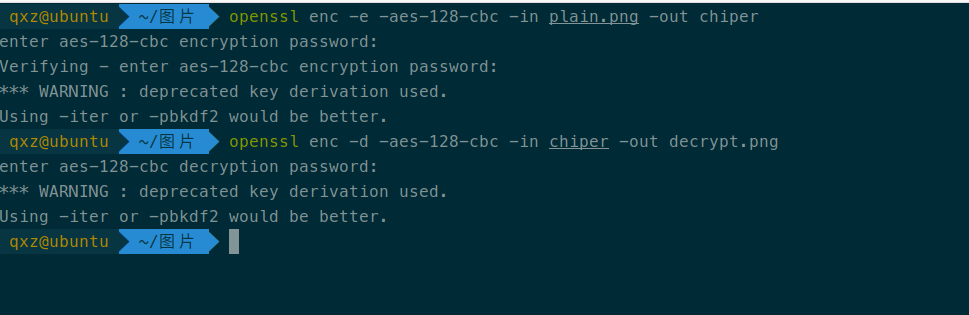 qxz@ubuntu ~/图片 openssl enc -e -aes-128-cbc -in plain.png -out chiper
enter aes-128-cbc encryption password:
Verifying - enter aes-128-cbc encryption password:
*** WARNING : deprecated key derivation used.
Using -iter or -pbkdf2 would be better.
qxz@ubuntu ~/图片 openssl enc -d -aes-128-cbc -in chiper -out decrypt.png
enter aes-128-cbc decryption password:
*** WARNING : deprecated key derivation used.
Using -iter or -pbkdf2 would be better.
qxz@ubuntu ~/图片